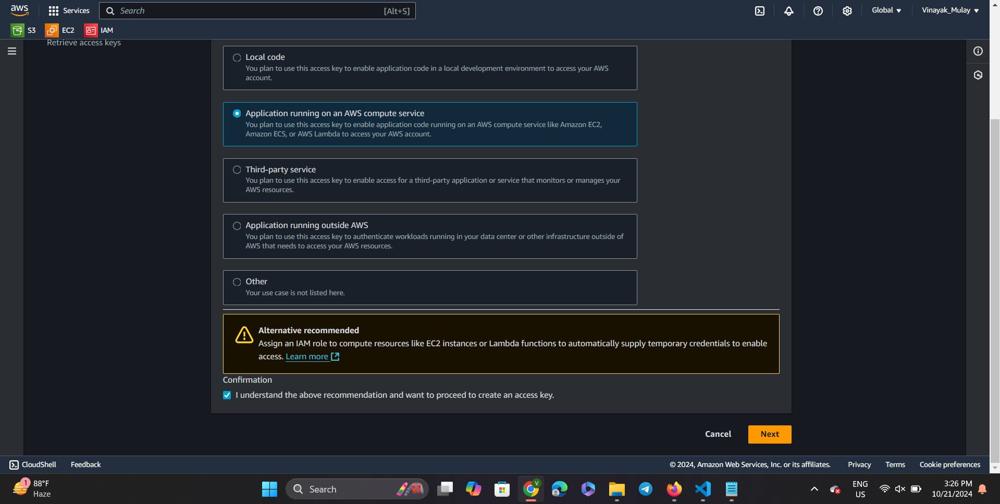 aws
Services
Search
[Alt+S]
Global
Vinayak_Mulay
S3
EC2
IAM
Retrieve access keys
Local code
You plan to use this access key to enable application code in a local development environment to access your AWS
account.
Application running on an AWS compute service
You plan to use this access key to enable application code running on an AWS compute service like Amazon EC2,
Amazon ECS, or AWS Lambda to access your AWS account.
Third-party service
You plan to use this access key to enable access for a third-party application or service that monitors or manages your
AWS resources.
Application running outside AWS
You plan to use this access key to authenticate workloads running in your data center or other infrastructure outside of
AWS that needs to access your AWS resources.
Other
Your use case is not listed here.
Alternative recommended
Assign an IAM role to compute resources like EC2 instances or Lambda functions to automatically supply temporary credentials to enable
access. Learn more
Confirmation
I understand the above recommendation and want to proceed to create an access key.
Cancel
Next
CloudShell
Feedback
© 2024, Amazon Web Services, Inc. or its affiliates.
Privacy
Terms
Cookie preferences
1
88°F
Haze
Search
V
ENG
US
3:26 PM
10/21/2024